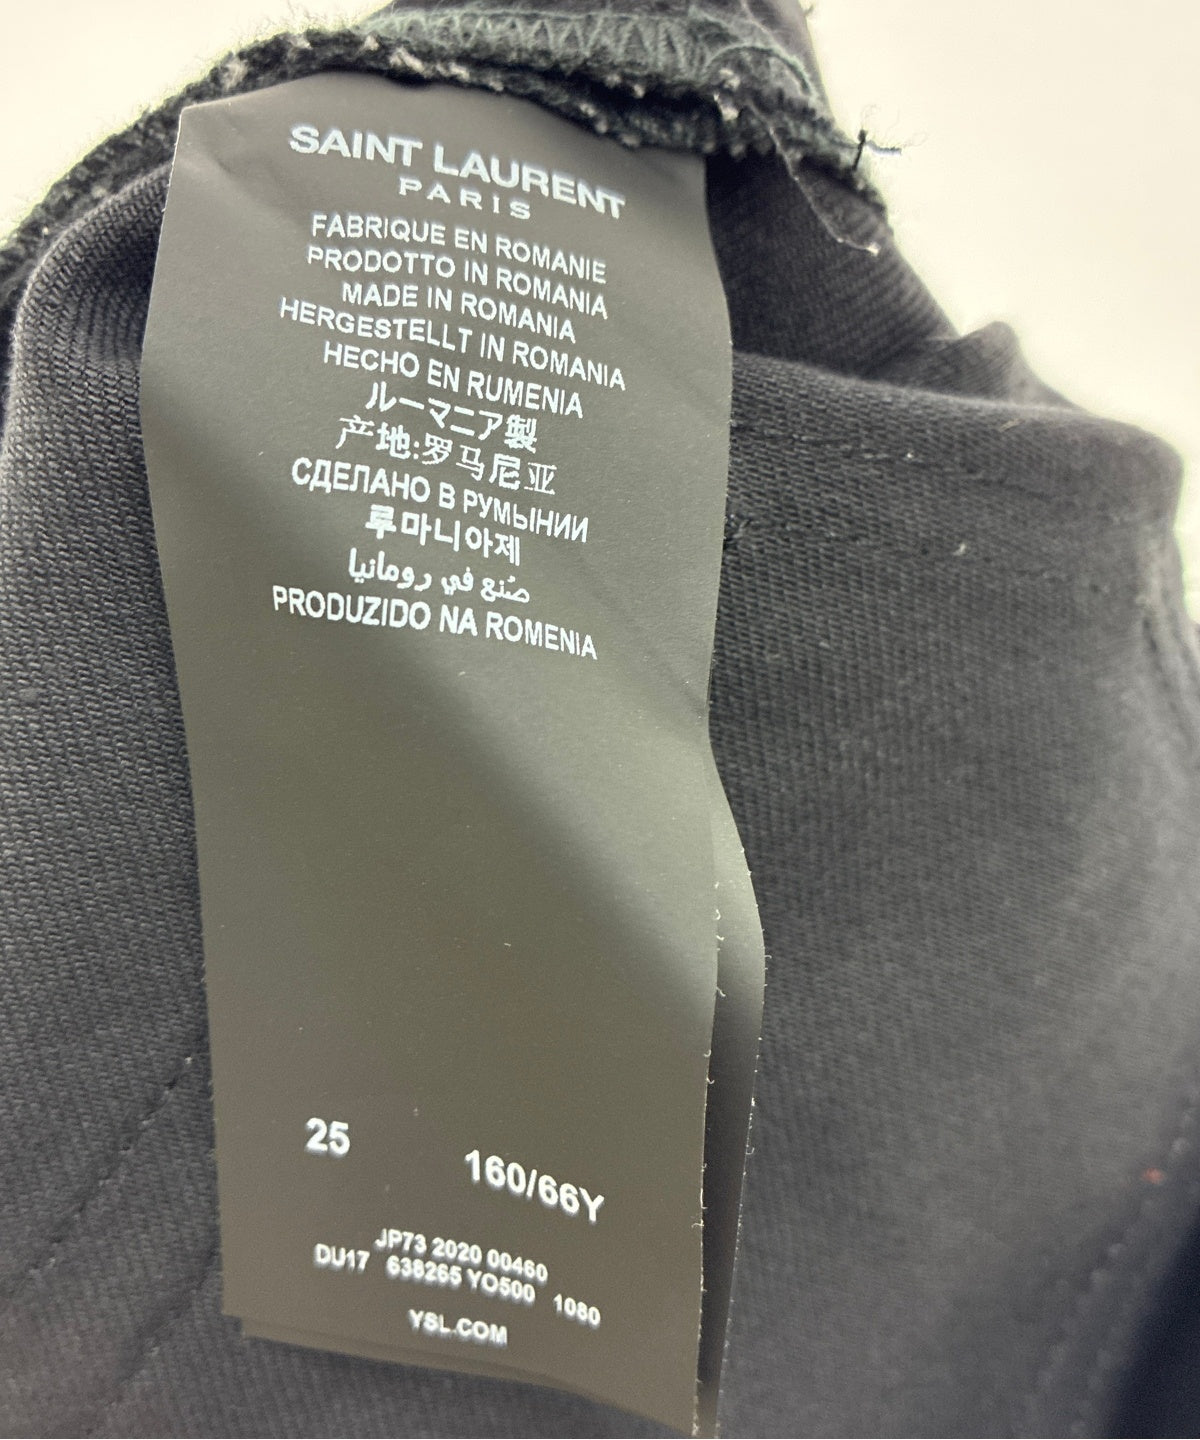 SAINT LAURENT
PARIS
FABRIQUE EN ROMANIE
PRODOTTO IN ROMANIA
MADE IN ROMANIA
HERGESTELLT IN ROMANIA
HECHO EN RUMENIA
ルーマニア製
产地:罗马尼亚
СДЕЛАНО В РУМЫНИИ
루마니아제
صُنع في رومانيا
PRODUZIDO NA ROMENIA
25 160/66Y
JP73 2020 00460
DU17 638265 YO500 1080
YSL.COM